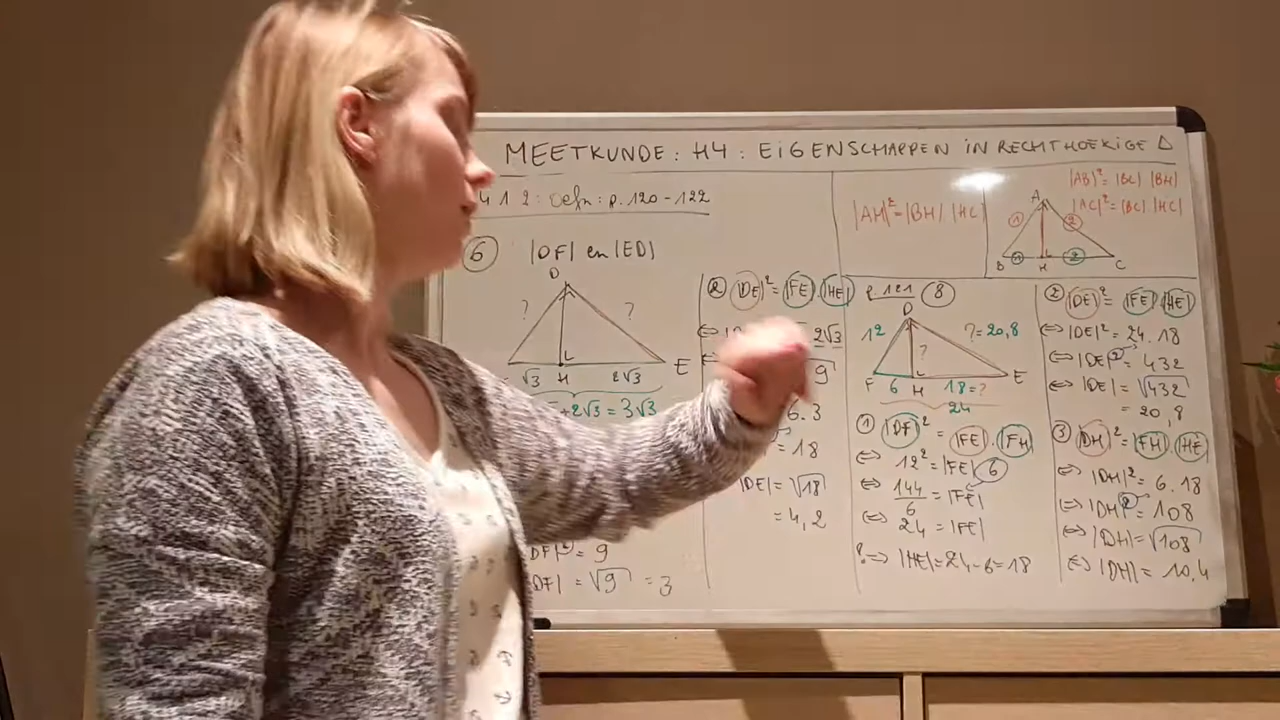 MEETKUNDE: H4: EIGENSCHAPPEN IN RECHTHOEKIGE Δ
4 1 2: Oefn: p. 120-122
6 |DF| en |ED|
D
? ?
E
√3 H 2√3
+2√3 = 3√3
= 9
|DF| = √9 = 3
② |DE|² = |FE| |HE|
2√3
9
6.3
= 18
|DE| = √18
= 4,2
|AH|² = |BH| |HC|
|AB|² = |BC| |BH|
|AC|² = |BC| |HC|
A
1 2
B 1 H 2 C
p. 121 8
D
12 ?=20,8
?
F 6 H 18=? E
24
① |DF|² = |FE| . |FH|
⇔ 12² = |FE| 6
⇔ 144/6 = |FE|
⇔ 24 = |FE|
!⇒ |HE| = 24-6 = 18
② |DE|² = |FE| |HE|
⇔ |DE|² = 24.18
⇔ |DE|² = 432
⇔ |DE| = √432
= 20,8
③ |DH|² = |FH| |HE|
⇔ |DH|² = 6.18
⇔ |DH|² = 108
⇔ |DH| = √108
⇔ |DH| = 10,4